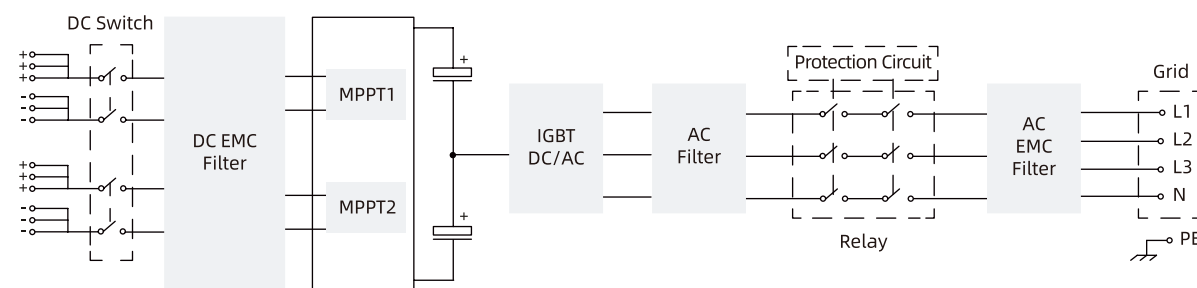 DC Switch
+
+
+
-
-
-
+
+
+
-
-
-
DC EMC
Filter
MPPT1
MPPT2
+
+
IGBT
DC/AC
AC
Filter
Protection Circuit
Relay
AC
EMC
Filter
Grid
L1
L2
L3
N
PE